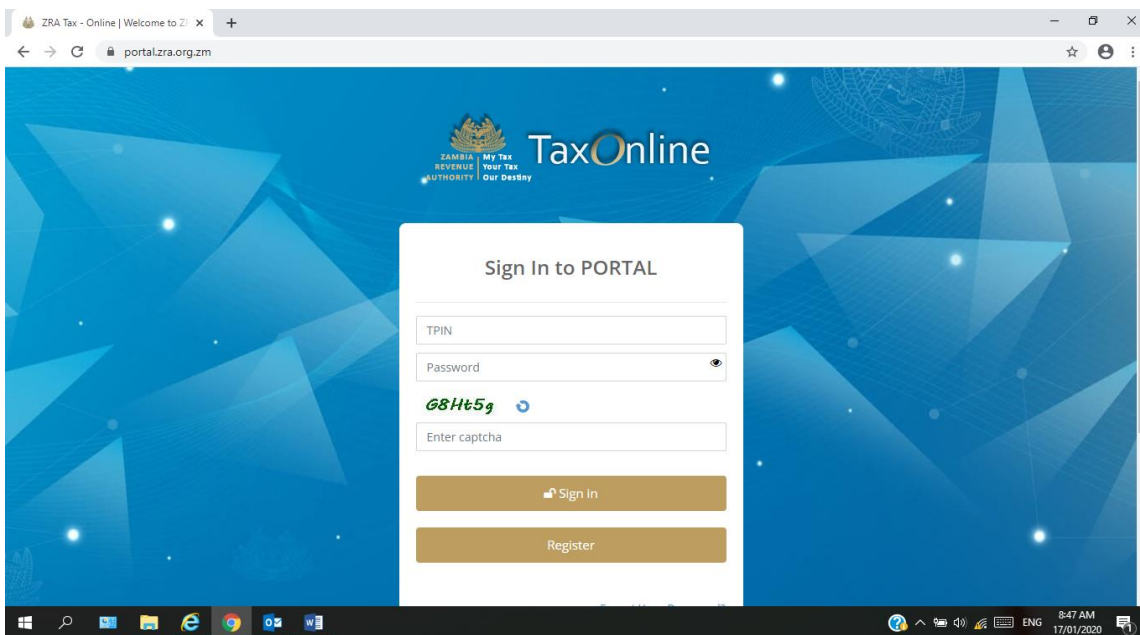 ZRA Tax - Online | Welcome to Z
portal.zra.org.zm
ZAMBIA
REVENUE
AUTHORITY
My Tax
Your Tax
Our Destiny
TaxOnline
Sign In to PORTAL
TPIN
Password
G8Ht5g
Enter captcha
Sign in
Register
ENG
8:47 AM
17/01/2020